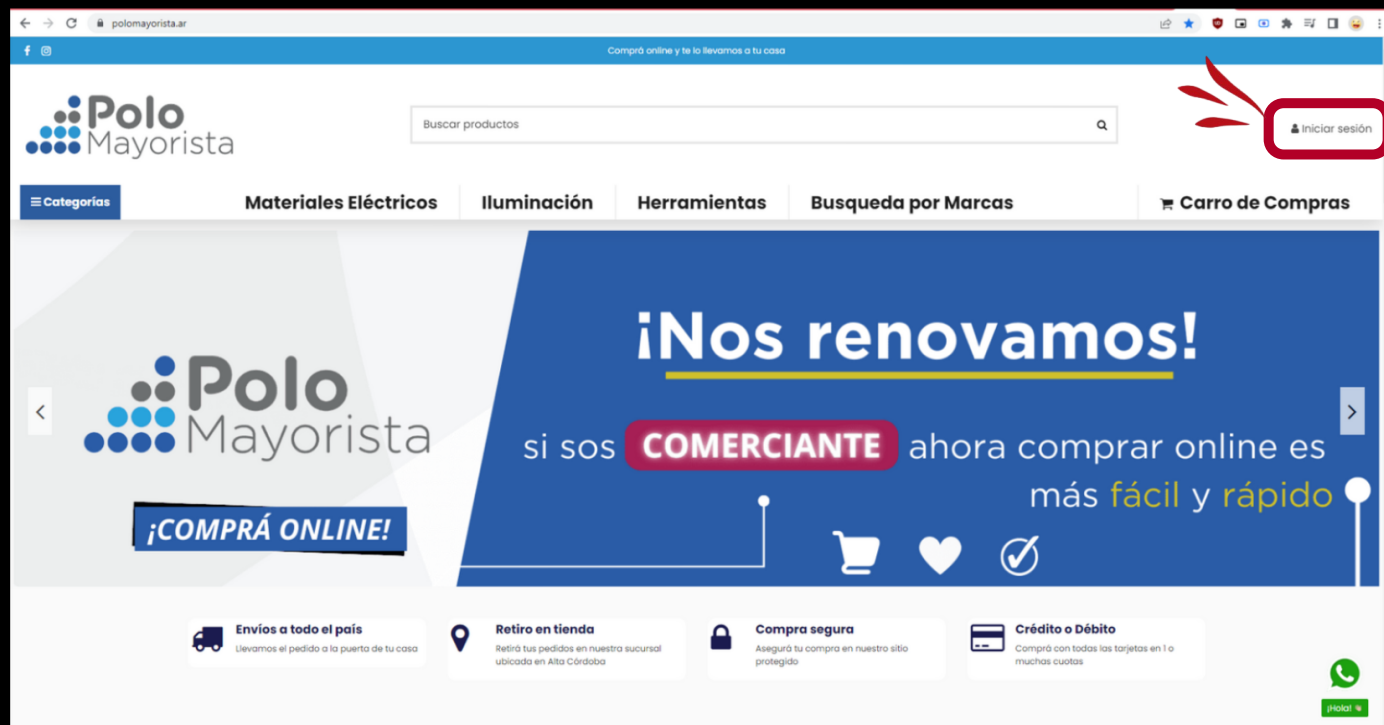 polomayorista.ar
Comprá online y te lo llevamos a tu casa
Polo
Mayorista
Buscar productos
Iniciar sesión
Categorías
Materiales Eléctricos
Iluminación
Herramientas
Busqueda por Marcas
Carro de Compras
Polo
Mayorista
¡COMPRÁ ONLINE!
¡Nos renovamos!
si sos COMERCIANTE ahora comprar online es
más fácil y rápido
Envíos a todo el país
Llevamos el pedido a la puerta de tu casa
Retiro en tienda
Retirá tus pedidos en nuestra sucursal
ubicada en Alta Córdoba
Compra segura
Asegurá tu compra en nuestro sitio
protegido
Crédito o Débito
Comprá con todas las tarjetas en 1 o
muchas cuotas
¡Hola! 👋